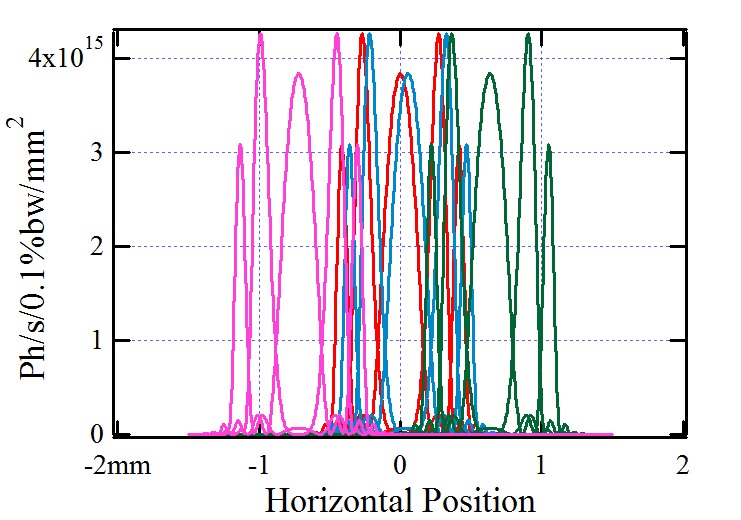 4x10^15
3
2
1
0
Ph/s/0.1%bw/mm^2
-2mm -1 0 1 2
Horizontal Position